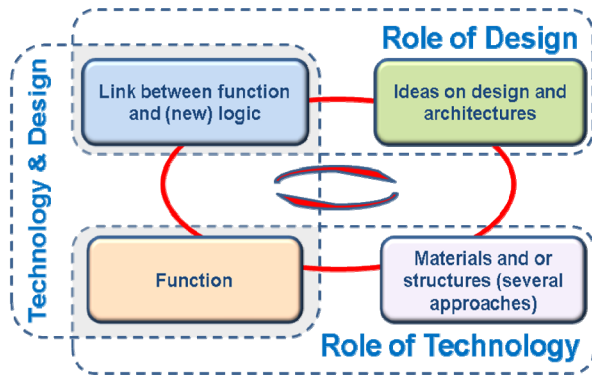 Role of Design
Technology & Design
Link between function
and (new) logic
Ideas on design and
architectures
Function
Materials and or
structures (several
approaches)
Role of Technology